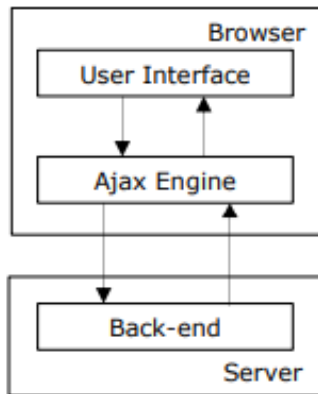 Browser
User Interface
Ajax Engine
Back-end
Server